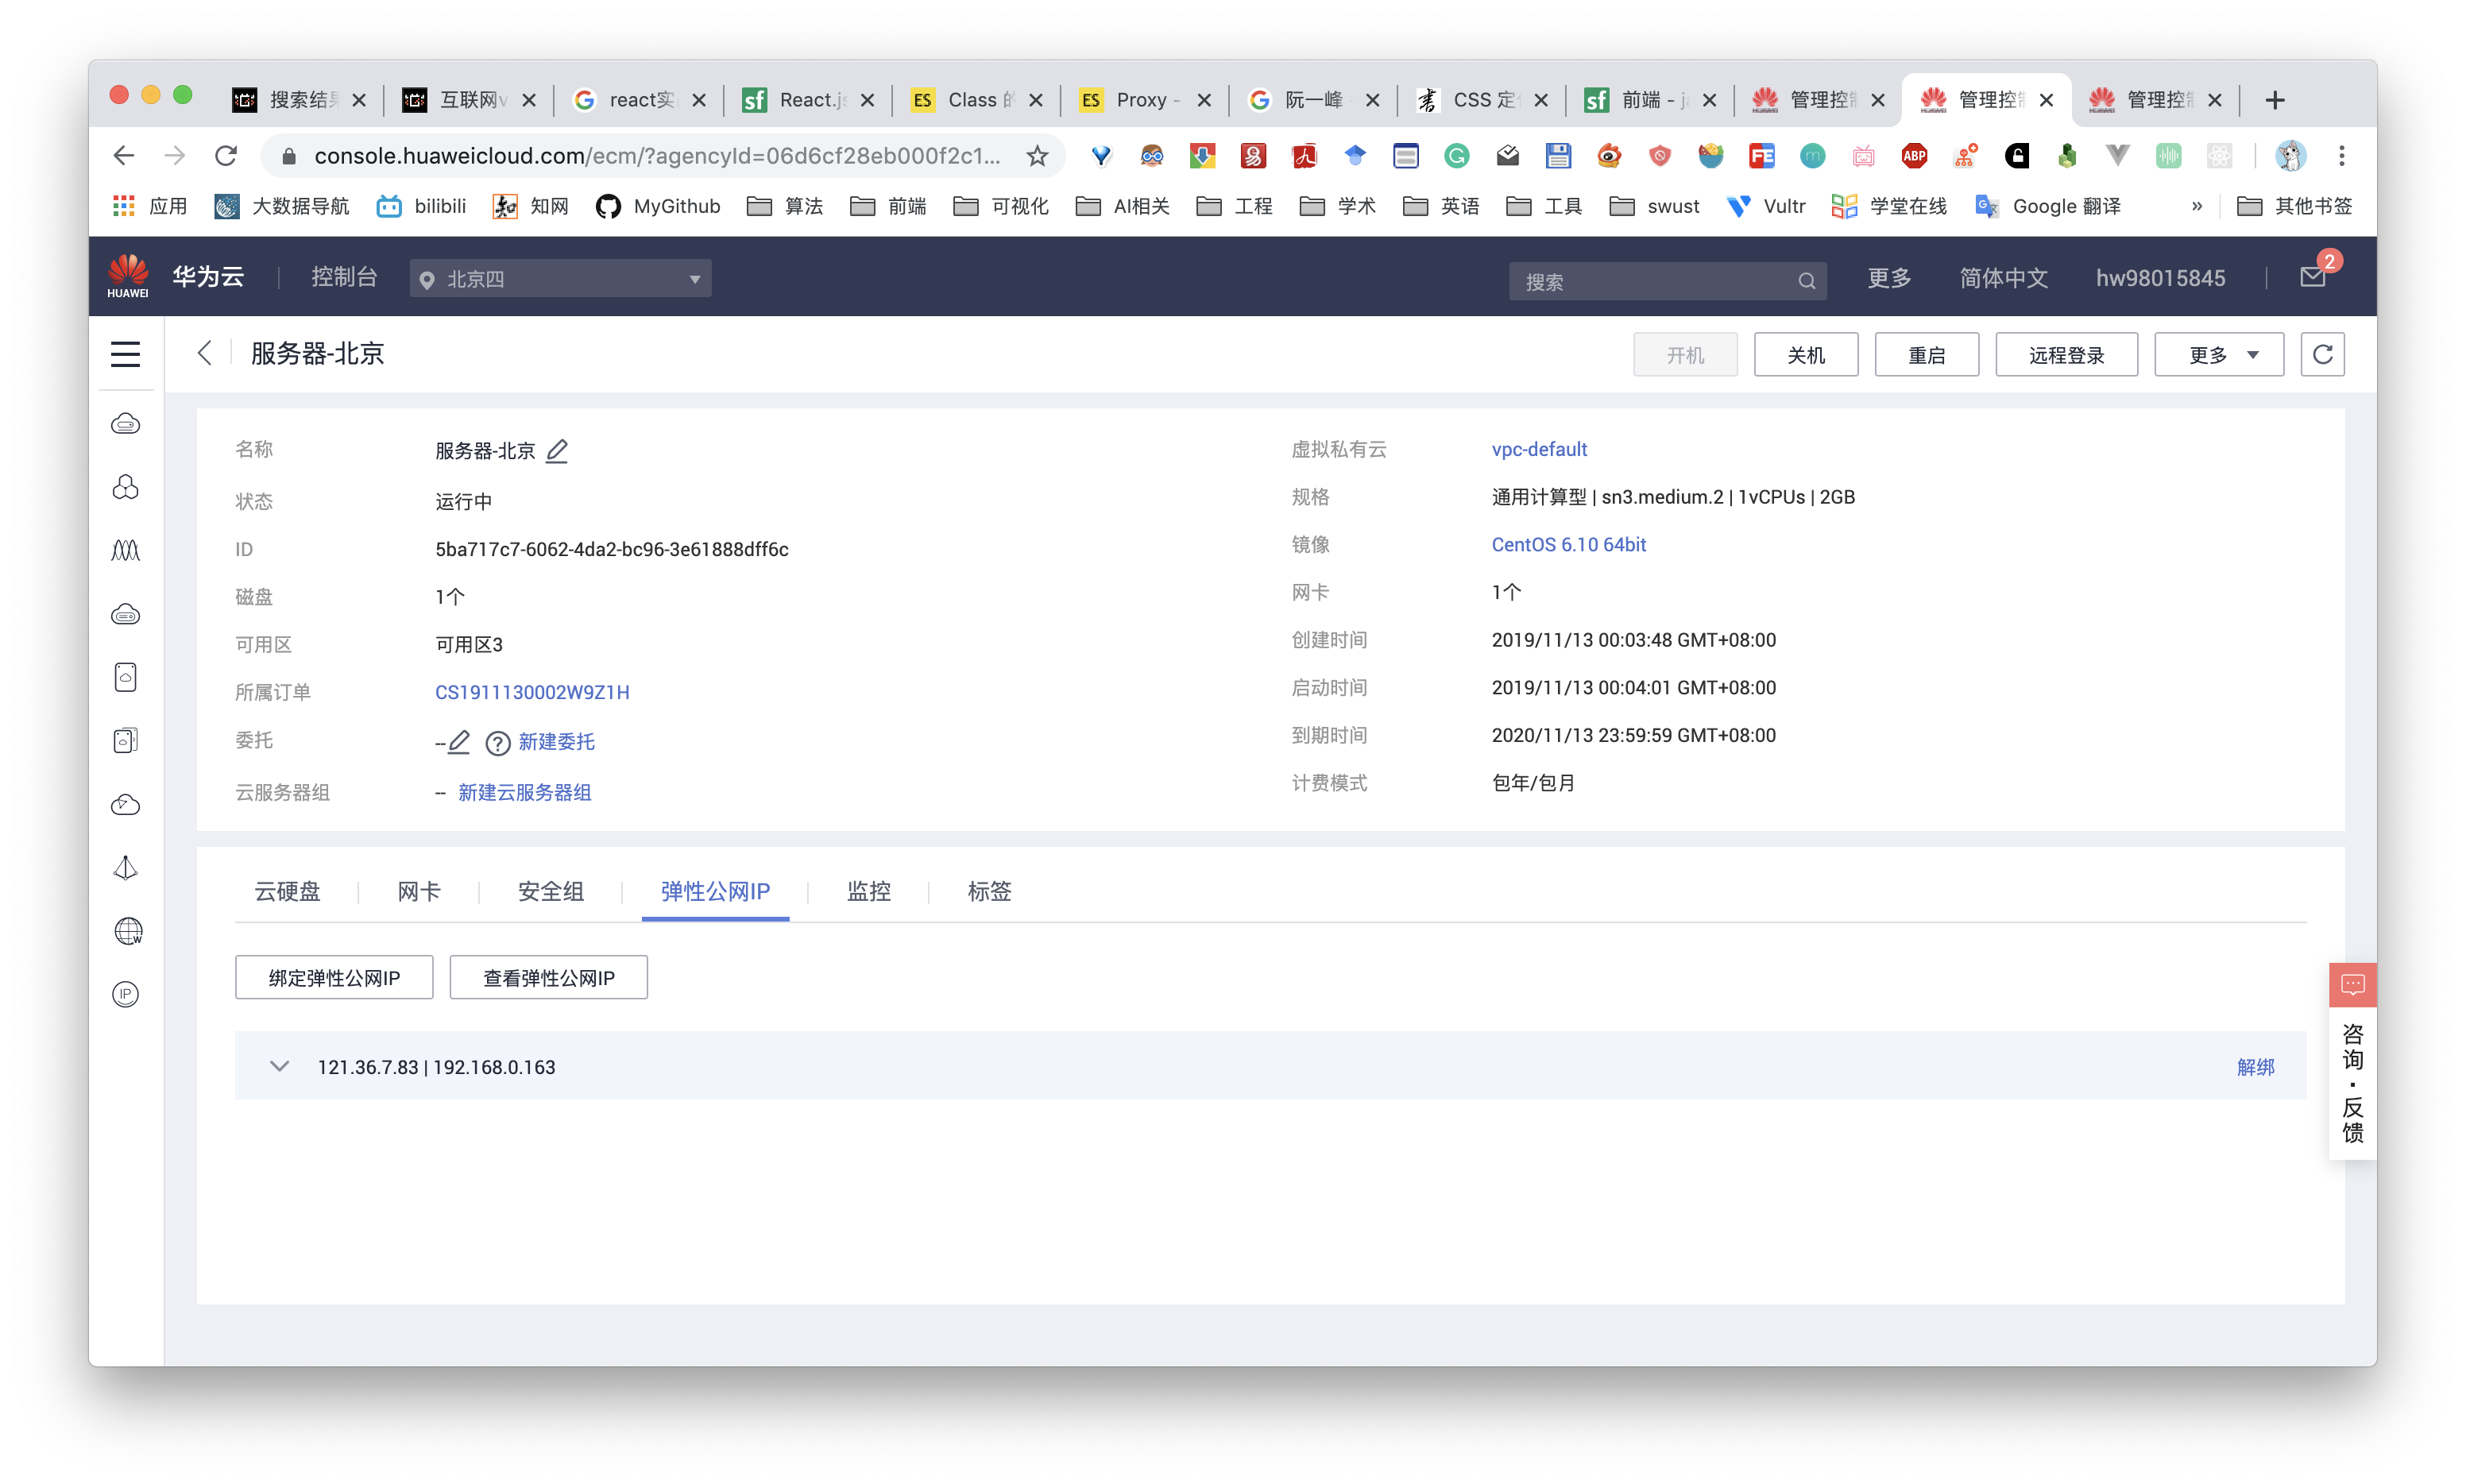 搜索结果
互联网v
react实
React.js
Class 的
Proxy -
阮一峰
CSS 定
前端 - j
管理控制
管理控制
管理控制
console.huaweicloud.com/ecm/?agencyId=06d6cf28eb000f2c1...
应用 大数据导航 bilibili 知网 MyGithub 算法 前端 可视化 AI相关 工程 学术 英语 工具 swust Vultr 学堂在线 Google 翻译 » 其他书签
HUAWEI 华为云 控制台 北京四 搜索 更多 简体中文 hw98015845 2
服务器-北京 开机 关机 重启 远程登录 更多
名称 服务器-北京
状态 运行中
ID 5ba717c7-6062-4da2-bc96-3e61888dff6c
磁盘 1个
可用区 可用区3
所属订单 CS1911130002W9Z1H
委托 -- 新建委托
云服务器组 -- 新建云服务器组
虚拟私有云 vpc-default
规格 通用计算型 | sn3.medium.2 | 1vCPUs | 2GB
镜像 CentOS 6.10 64bit
网卡 1个
创建时间 2019/11/13 00:03:48 GMT+08:00
启动时间 2019/11/13 00:04:01 GMT+08:00
到期时间 2020/11/13 23:59:59 GMT+08:00
计费模式 包年/包月
云硬盘 网卡 安全组 弹性公网IP 监控 标签
绑定弹性公网IP 查看弹性公网IP
121.36.7.83 | 192.168.0.163 解绑
咨询·反馈